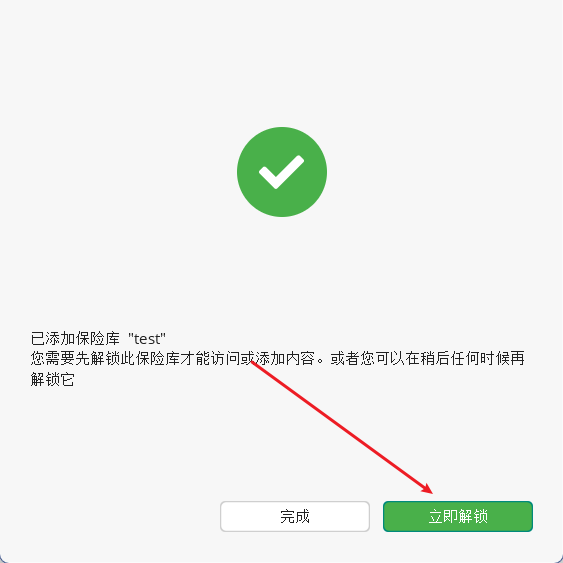 已添加保险库 "test"
您需要先解锁此保险库才能访问或添加内容。或者您可以在稍后任何时候再
解锁它
完成
立即解锁